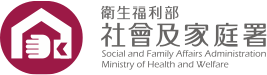 衛生福利部
社會及家庭署
Social and Family Affairs Administration
Ministry of Health and Welfare